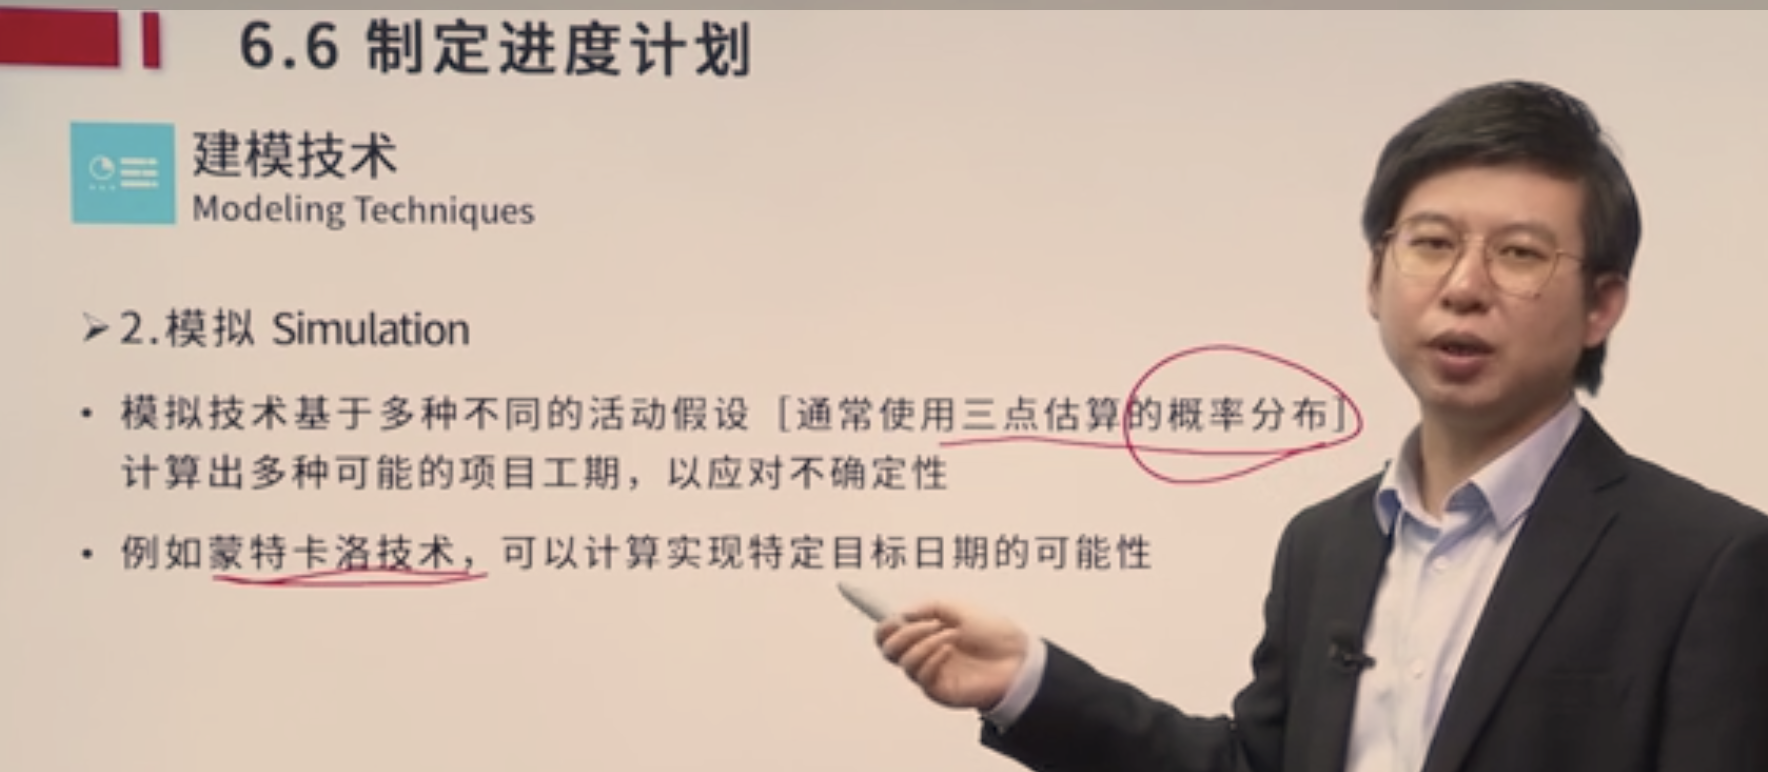 6.6 制定进度计划
建模技术
Modeling Techniques
➢2.模拟 Simulation
• 模拟技术基于多种不同的活动假设［通常使用三点估算的概率分布］
计算出多种可能的项目工期，以应对不确定性
• 例如蒙特卡洛技术，可以计算实现特定目标日期的可能性